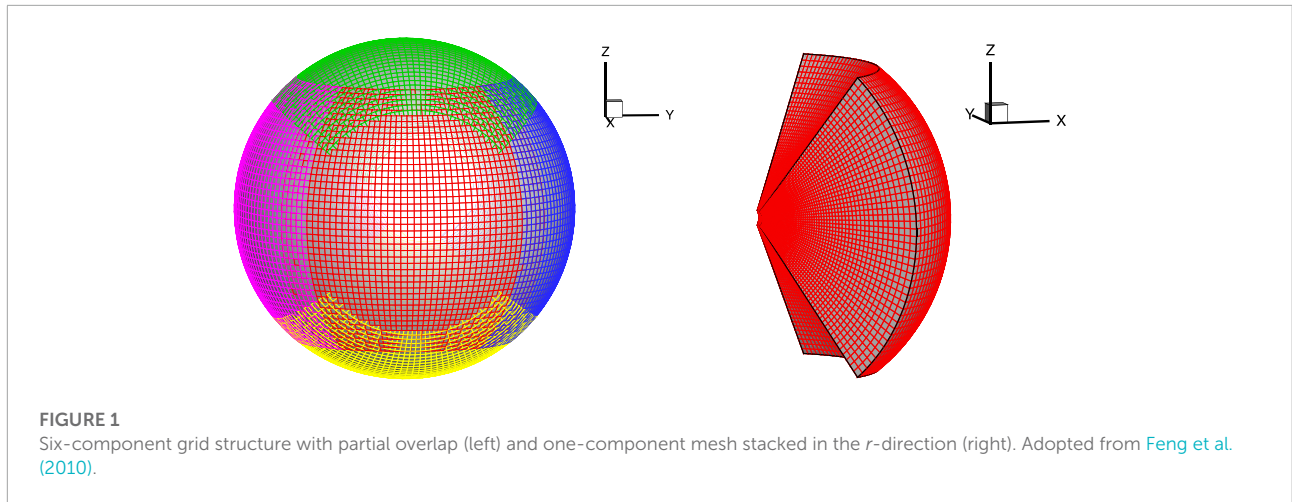 Z
X
Y
Z
Y
X
FIGURE 1
Six-component grid structure with partial overlap (left) and one-component mesh stacked in the r-direction (right). Adopted from Feng et al.
(2010).